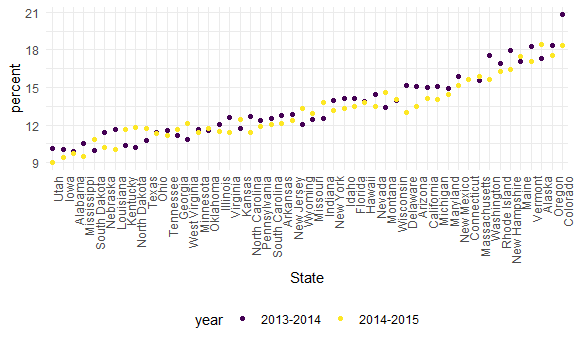 21
18
15
12
9
percent
Utah
Iowa
Alabama
Mississippi
South Dakota
Nebraska
Louisiana
Kentucky
North Dakota
Texas
Ohio
Tennessee
Georgia
West Virginia
Minnesota
Oklahoma
Illinois
Virginia
Kansas
North Carolina
Pennsylvania
South Carolina
Arkansas
New Jersey
Wyoming
Missouri
Indiana
New York
Idaho
Florida
Hawaii
Nevada
Montana
Wisconsin
Delaware
Arizona
California
Michigan
Maryland
New Mexico
Connecticut
Massachusetts
Washington
Rhode Island
New Hampshire
Maine
Vermont
Alaska
Oregon
Colorado
State
year 2013-2014 2014-2015